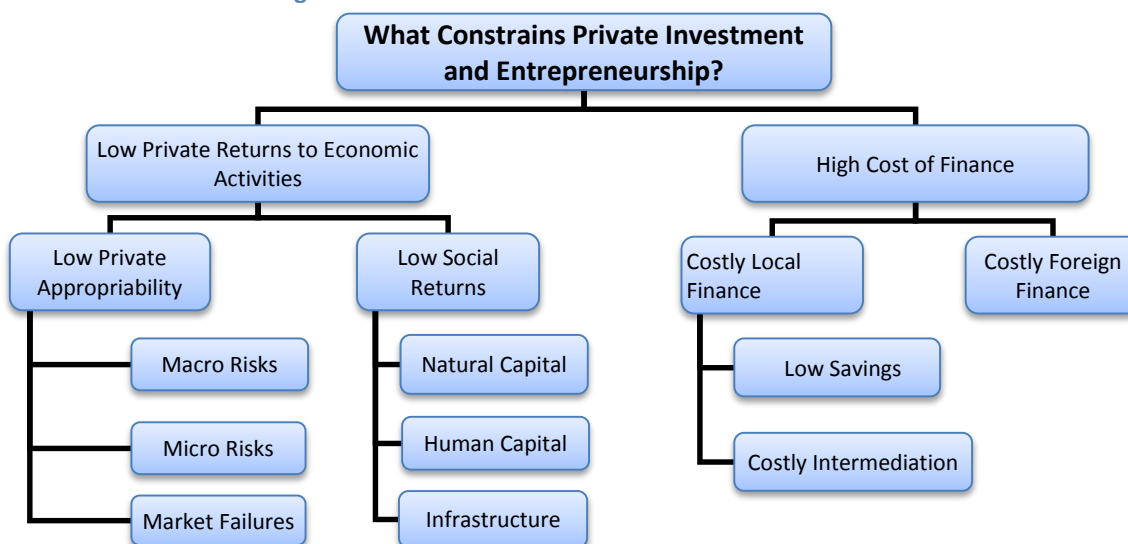 What Constrains Private Investment
and Entrepreneurship?
Low Private Returns to Economic
Activities
High Cost of Finance
Low Private
Appropriability
Low Social
Returns
Costly Local
Finance
Costly Foreign
Finance
Macro Risks
Natural Capital
Low Savings
Micro Risks
Human Capital
Costly Intermediation
Market Failures
Infrastructure